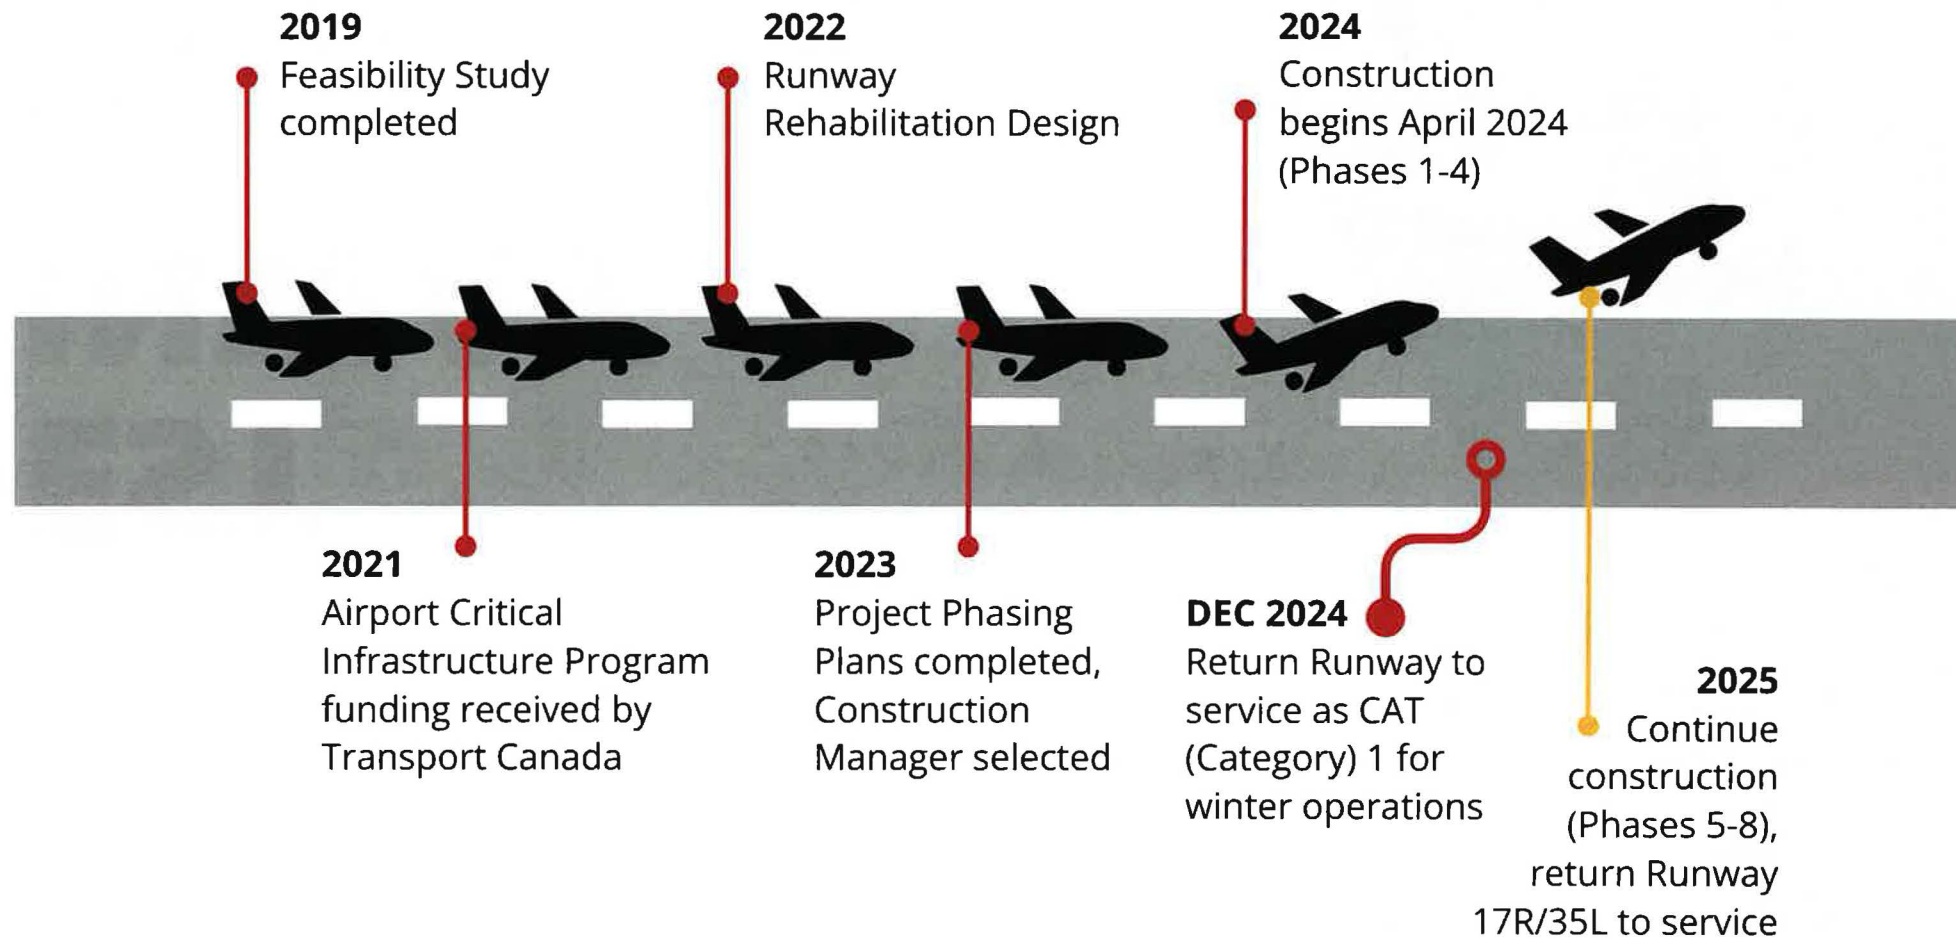 2019
Feasibility Study
completed
2022
Runway
Rehabilitation Design
2024
Construction
begins April 2024
(Phases 1-4)
2021
Airport Critical
Infrastructure Program
funding received by
Transport Canada
2023
Project Phasing
Plans completed,
Construction
Manager selected
DEC 2024
Return Runway to
service as CAT
(Category) 1 for
winter operations
2025
Continue
construction
(Phases 5-8),
return Runway
17R/35L to service